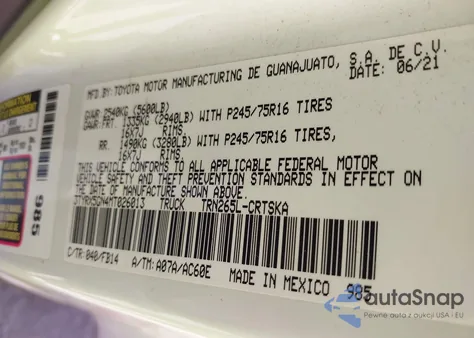 MFD.BY: TOYOTA MOTOR MANUFACTURING DE GUANAJUATO, S.A. DE C.V.
DATE: 06/21
GVWR 2540KG (5600LB)
GAWR: FRT. 1335KG (2940LB) WITH P245/75R16 TIRES
16X7J RIMS,
RR. 1490KG (3280LB) WITH P245/75R16 TIRES,
16X7J RIMS.
THIS VEHICLE CONFORMS TO ALL APPLICABLE FEDERAL MOTOR
VEHICLE SAFETY AND THEFT PREVENTION STANDARDS IN EFFECT ON
THE DATE OF MANUFACTURE SHOWN ABOVE.
3TYRX5GN4MT026013 TRUCK TRN265L-CRTSKA
C/TR: 040/FB14 A/TM: A07A/AC60E MADE IN MEXICO 985
985
autaSnap
Pewne auto z aukcji USA i EU